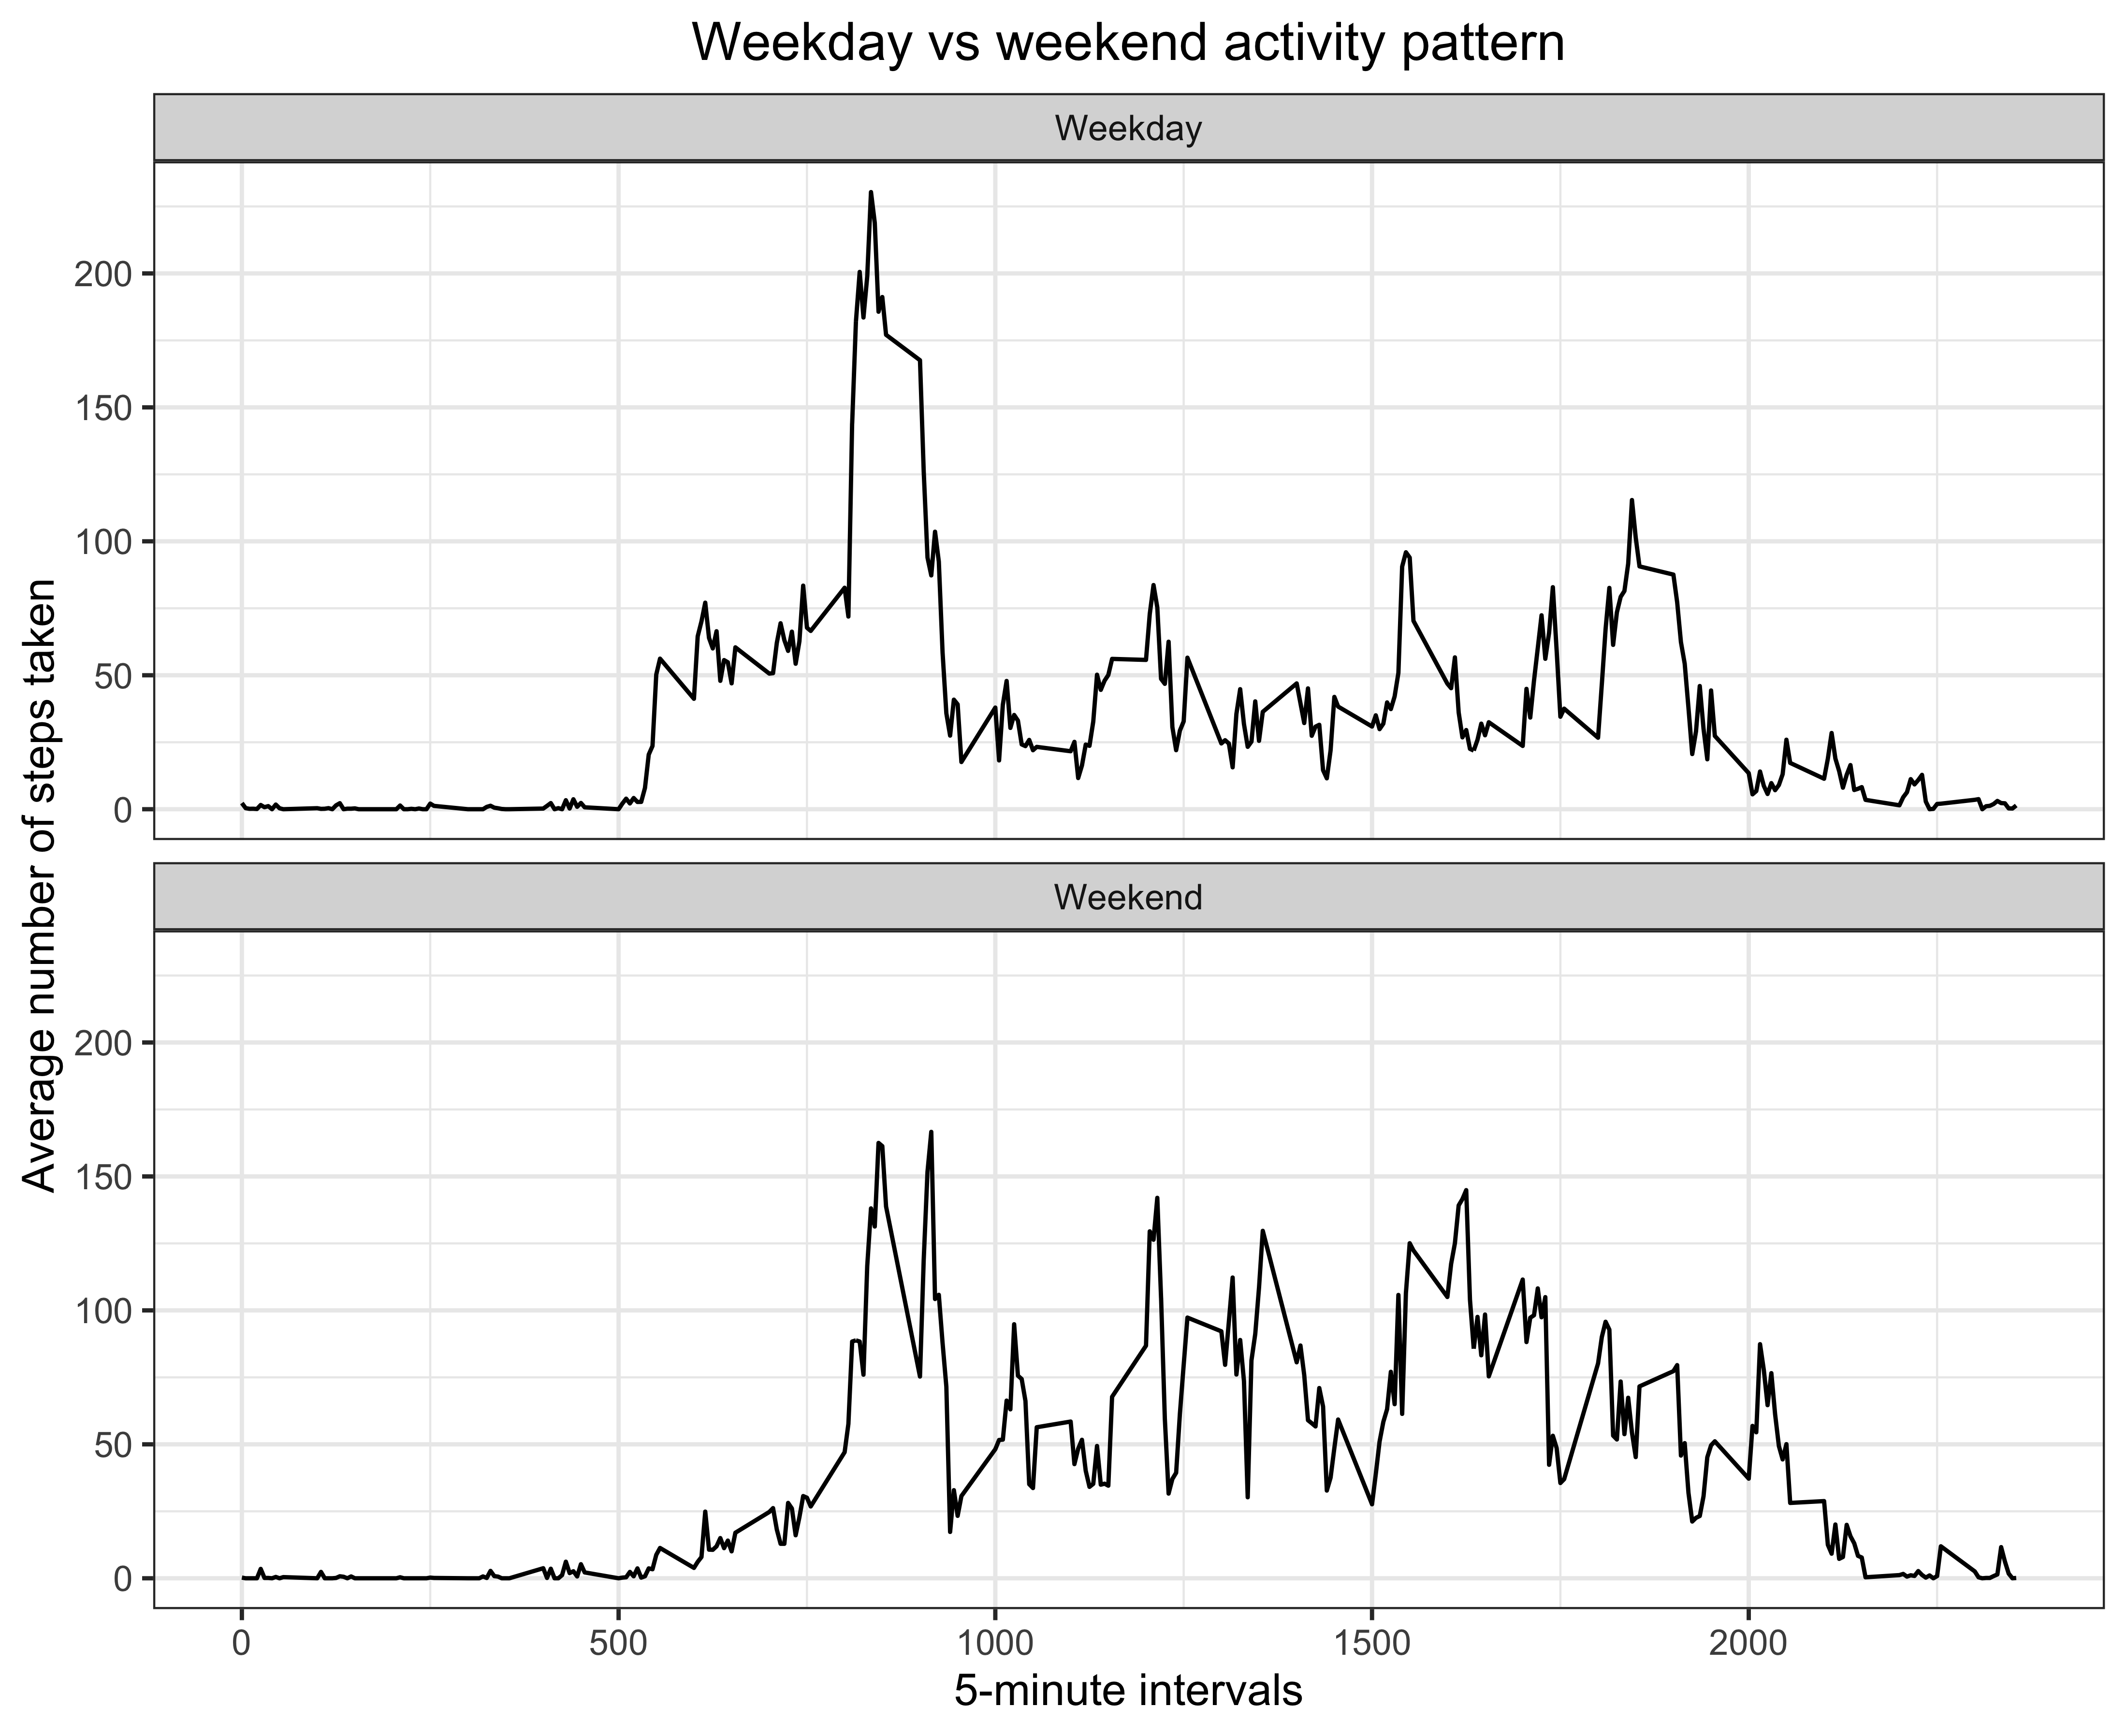 Weekday vs weekend activity pattern
Weekday
200
150
100
50
0
Weekend
200
150
100
50
0
0 500 1000 1500 2000
5-minute intervals
Average number of steps taken